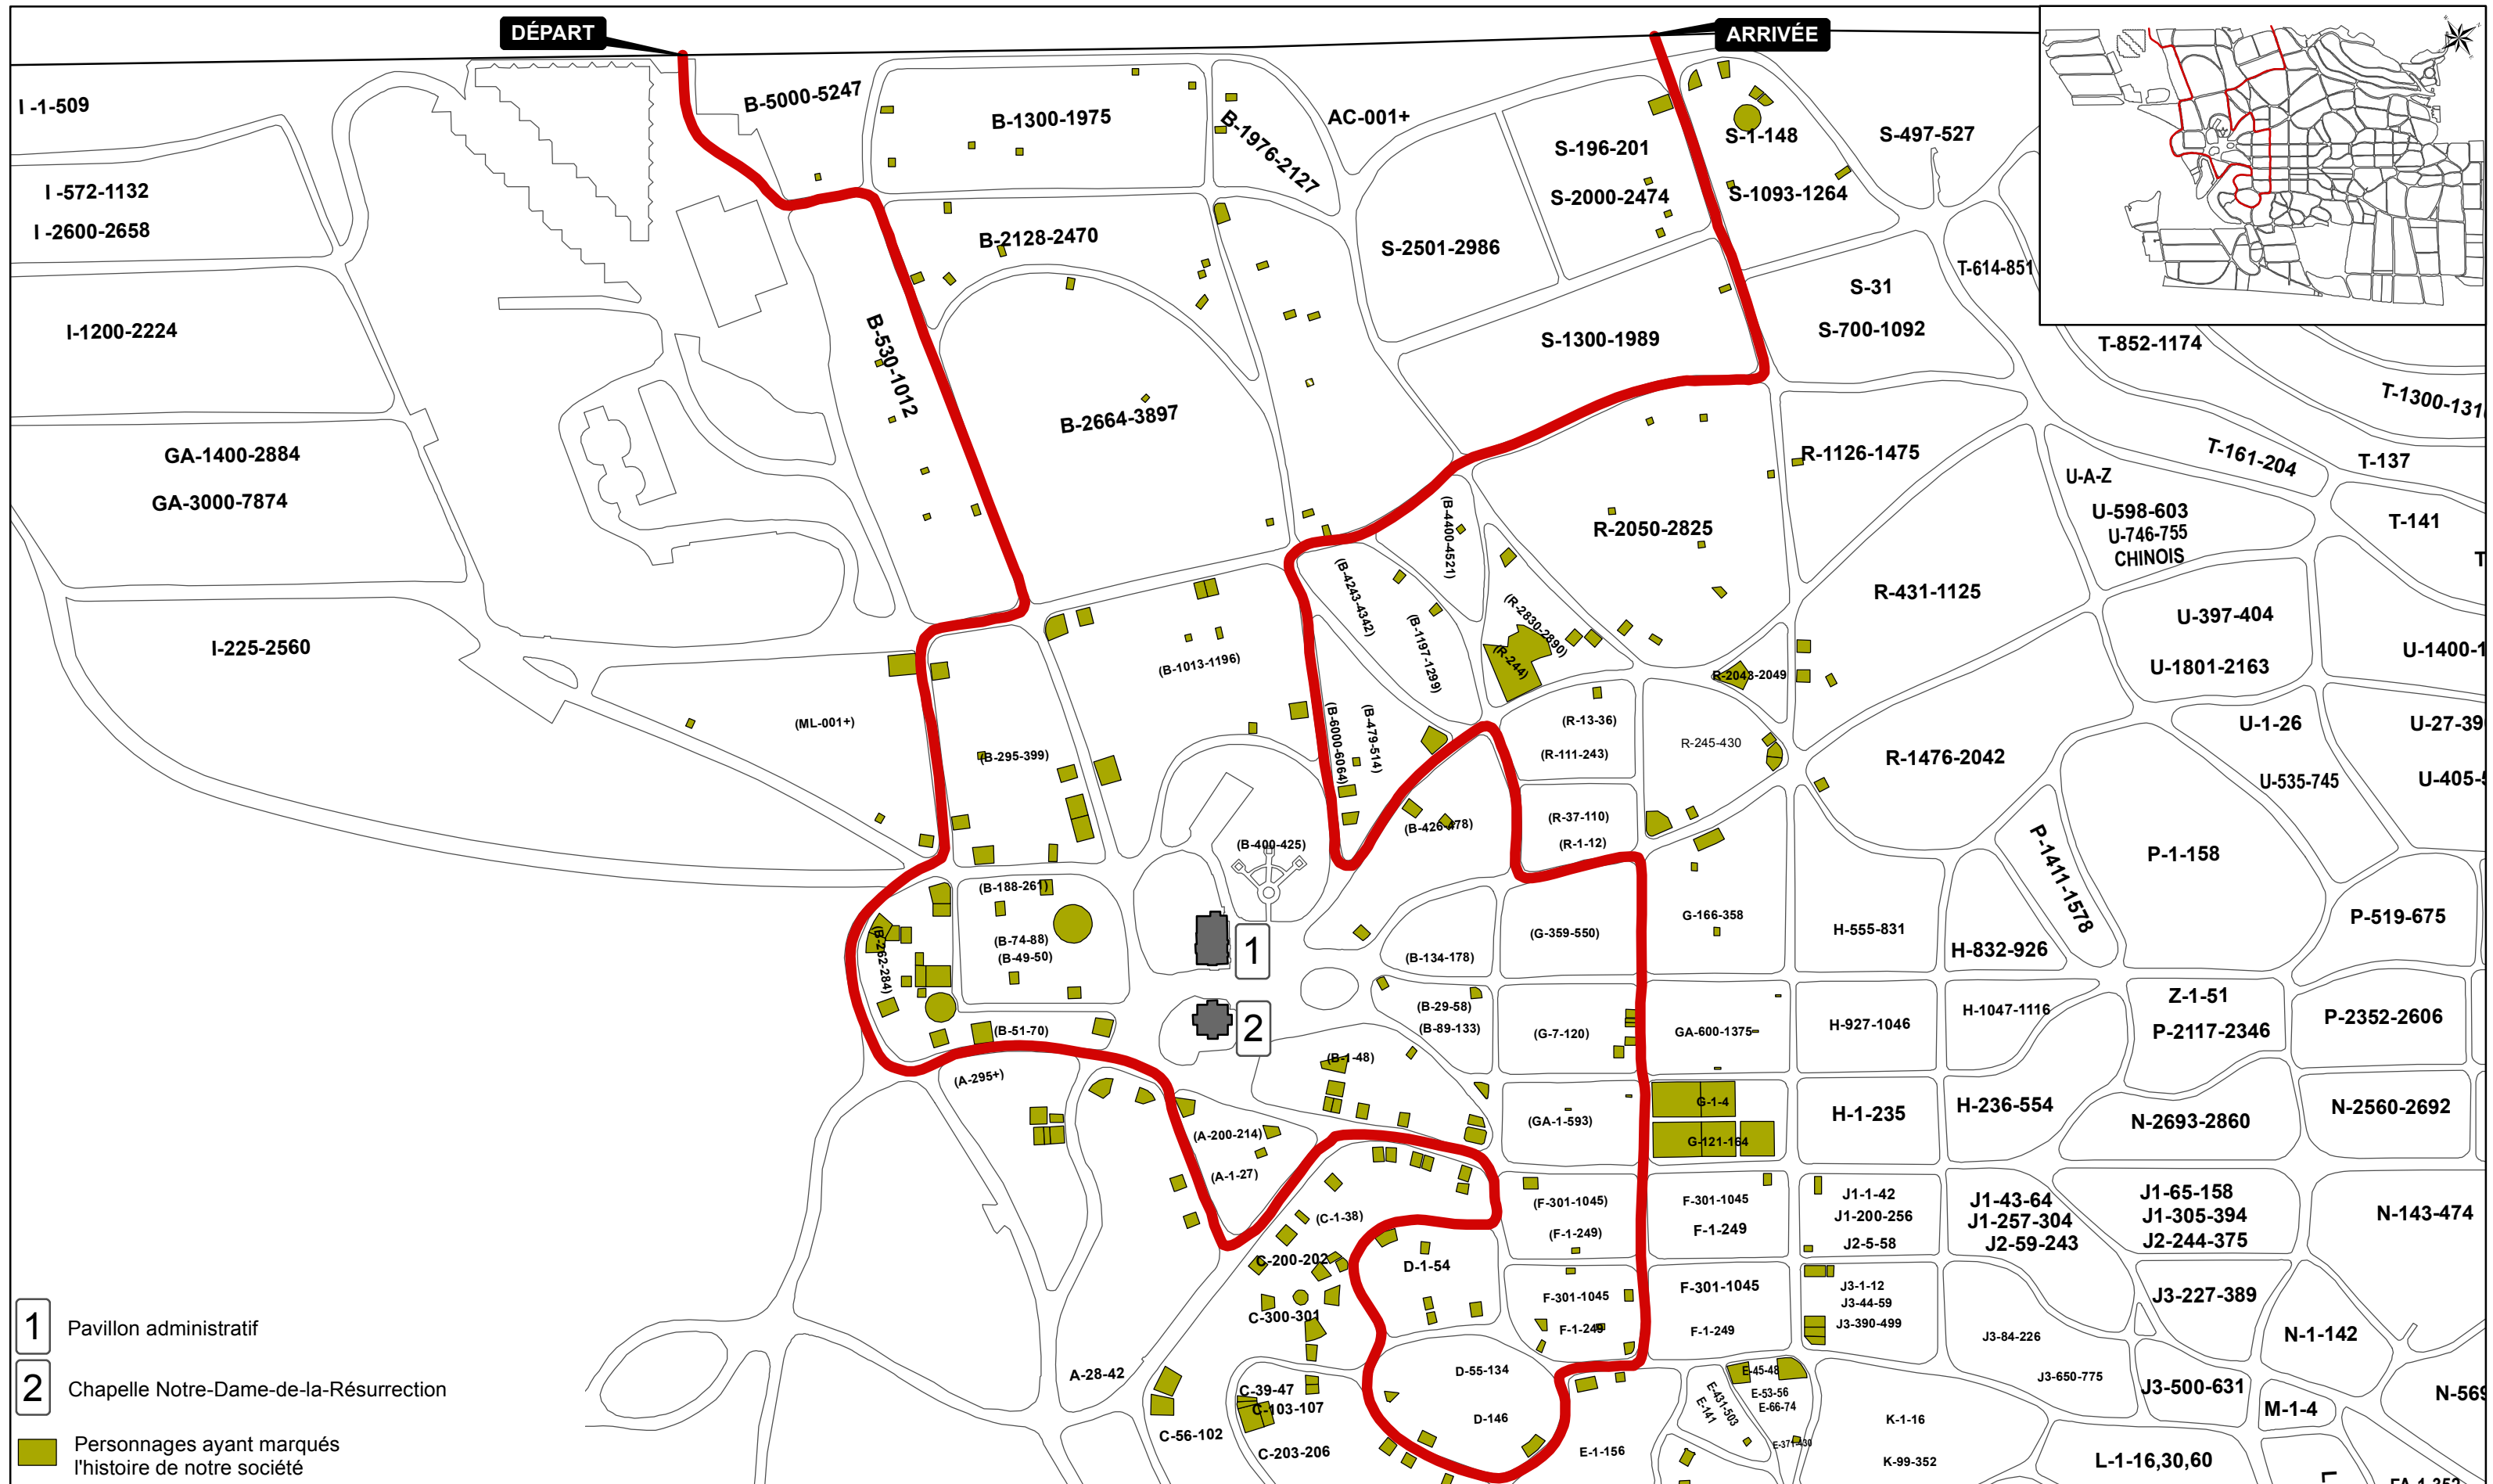 DÉPART
ARRIVÉE
I -1-509
B-5000-5247
B-1300-1975
B-1976-2127
AC-001+
S-196-201
S-2000-2474
S-1-148
S-1093-1264
S-497-527
I -572-1132
I -2600-2658
B-2128-2470
S-2501-2986
S-31
S-700-1092
T-614-851
I-1200-2224
B-530-1012
B-2664-3897
S-1300-1989
T-852-1174
T-1300-131
GA-1400-2884
GA-3000-7874
R-1126-1475
T-161-204
T-137
U-A-Z
U-598-603
U-746-755
CHINOIS
T-141
T
(B-4400-4521)
R-2050-2825
(B-4243-4342)
(B-1197-1299)
(R-2830-2890)
(R-244)
R-431-1125
U-397-404
U-1801-2163
U-1400-1
I-225-2560
(B-1013-1196)
R-2043-2049
(ML-001+)
(B-295-399)
(B-6000-6064)
(B-479-514)
(R-13-36)
(R-111-243)
R-245-430
R-1476-2042
U-1-26
U-27-39
U-535-745
U-405-5
(B-400-425)
(B-426-478)
(R-37-110)
(R-1-12)
P-1411-1578
P-1-158
(B-188-261)
(B-74-88)
(B-49-50)
(B-262-284)
(B-51-70)
1
2
(B-134-178)
(G-359-550)
G-166-358
H-555-831
H-832-926
P-519-675
(B-29-58)
(B-89-133)
(G-7-120)
GA-600-1375
H-927-1046
H-1047-1116
Z-1-51
P-2117-2346
P-2352-2606
(A-295+)
(B-1-48)
(A-200-214)
(A-1-27)
(GA-1-593)
G-1-4
G-121-164
H-1-235
H-236-554
N-2693-2860
N-2560-2692
(C-1-38)
C-200-202
C-300-301
D-1-54
(F-301-1045)
(F-1-249)
F-301-1045
F-1-249
J1-1-42
J1-200-256
J2-5-58
J1-43-64
J1-257-304
J2-59-243
J1-65-158
J1-305-394
J2-244-375
N-143-474
F-301-1045
F-1-249
F-301-1045
F-1-249
J3-1-12
J3-44-59
J3-390-499
J3-84-226
J3-650-775
J3-227-389
N-1-142
J3-500-631
M-1-4
N-569
A-28-42
C-39-47
C-103-107
C-56-102
C-203-206
D-55-134
D-146
E-1-156
E-431-503
E-141
E-45-48
E-53-56
E-66-74
E-371-430
K-1-16
K-99-352
L-1-16,30,60
L
FA-1-352
1
Pavillon administratif
2
Chapelle Notre-Dame-de-la-Résurrection
Personnages ayant marqués
l'histoire de notre société